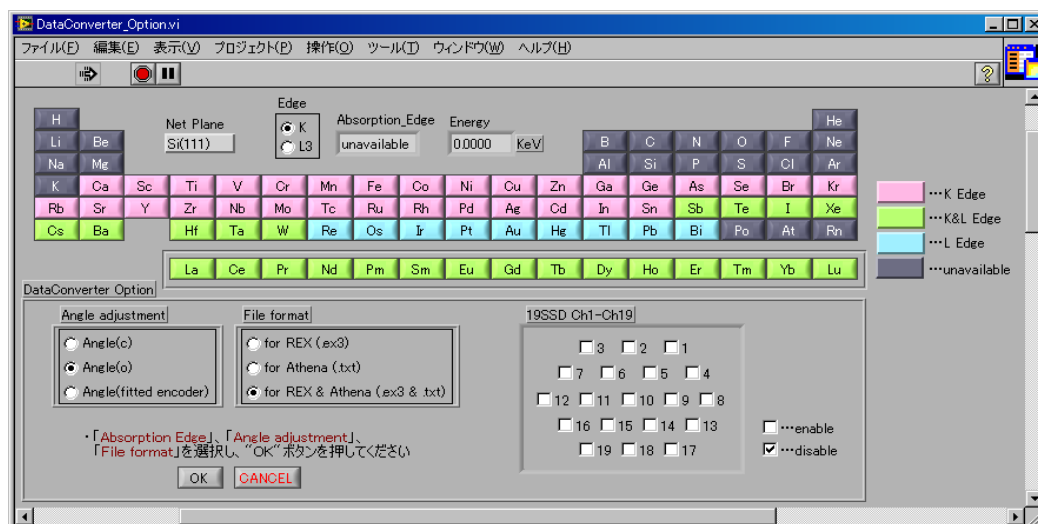 DataConverter_Option.vi
ファイル(F) 編集(E) 表示(V) プロジェクト(P) 操作(O) ツール(T) ウィンドウ(W) ヘルプ(H)
?
Edge
Net Plane
Si(111)
K
L3
Absorption_Edge
unavailable
Energy
0.0000 KeV
H He
Li Be B C N O F Ne
Na Mg Al Si P S Cl Ar
K Ca Sc Ti V Cr Mn Fe Co Ni Cu Zn Ga Ge As Se Br Kr
Rb Sr Y Zr Nb Mo Tc Ru Rh Pd Ag Cd In Sn Sb Te I Xe
Cs Ba Hf Ta W Re Os Ir Pt Au Hg Tl Pb Bi Po At Rn
La Ce Pr Nd Pm Sm Eu Gd Tb Dy Ho Er Tm Yb Lu
…K Edge
…K&L Edge
…L Edge
…unavailable
DataConverter Option
Angle adjustment
Angle(c)
Angle(o)
Angle(fitted encoder)
File format
for REX (.ex3)
for Athena (.txt)
for REX & Athena (.ex3 & .txt)
19SSD Ch1-Ch19
3 2 1
7 6 5 4
12 11 10 9 8
16 15 14 13
19 18 17
…enable
…disable
・「Absorption Edge」、「Angle adjustment」、
「File format」を選択し、"OK"ボタンを押してください
OK CANCEL